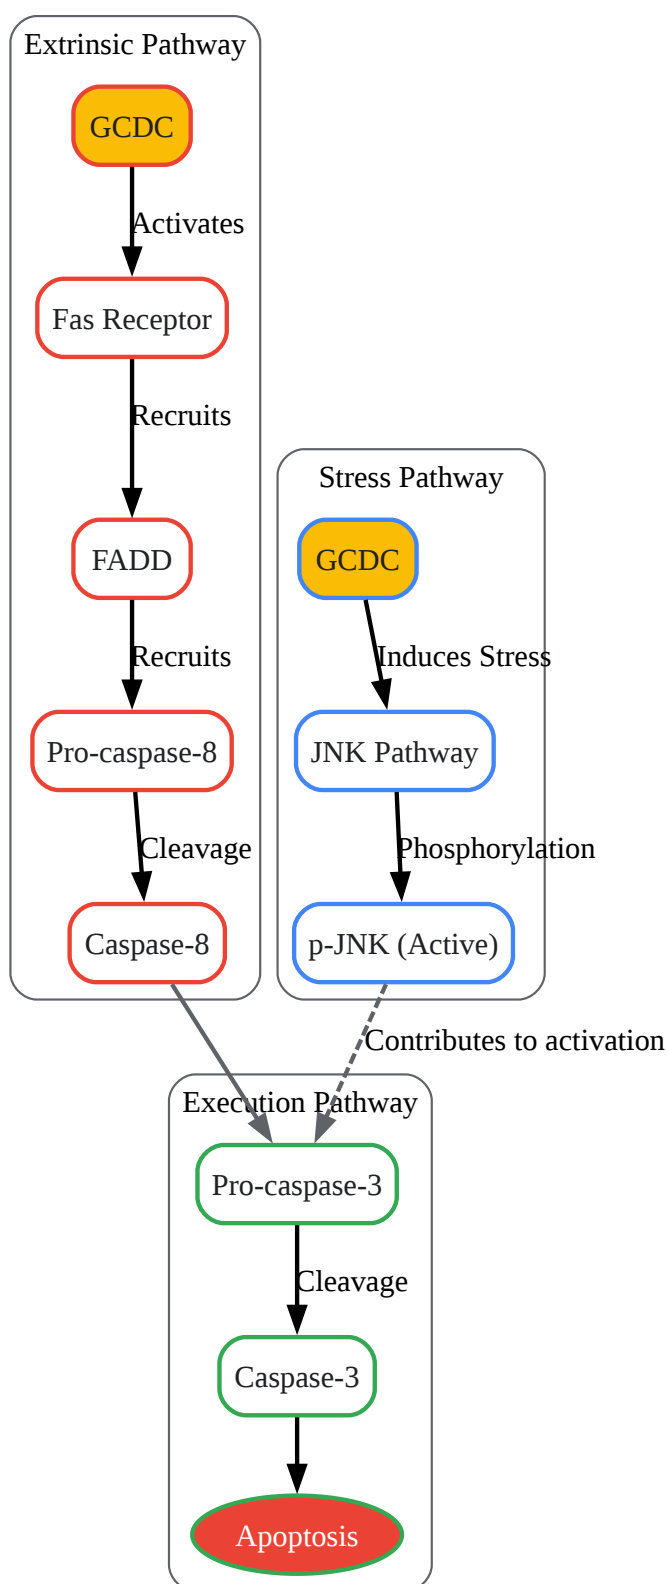 Extrinsic Pathway
GCDC
Activates
Fas Receptor
Recruits
FADD
Recruits
Pro-caspase-8
Cleavage
Caspase-8
Stress Pathway
GCDC
Induces Stress
JNK Pathway
Phosphorylation
p-JNK (Active)
Contributes to activation
Execution Pathway
Pro-caspase-3
Cleavage
Caspase-3
Apoptosis